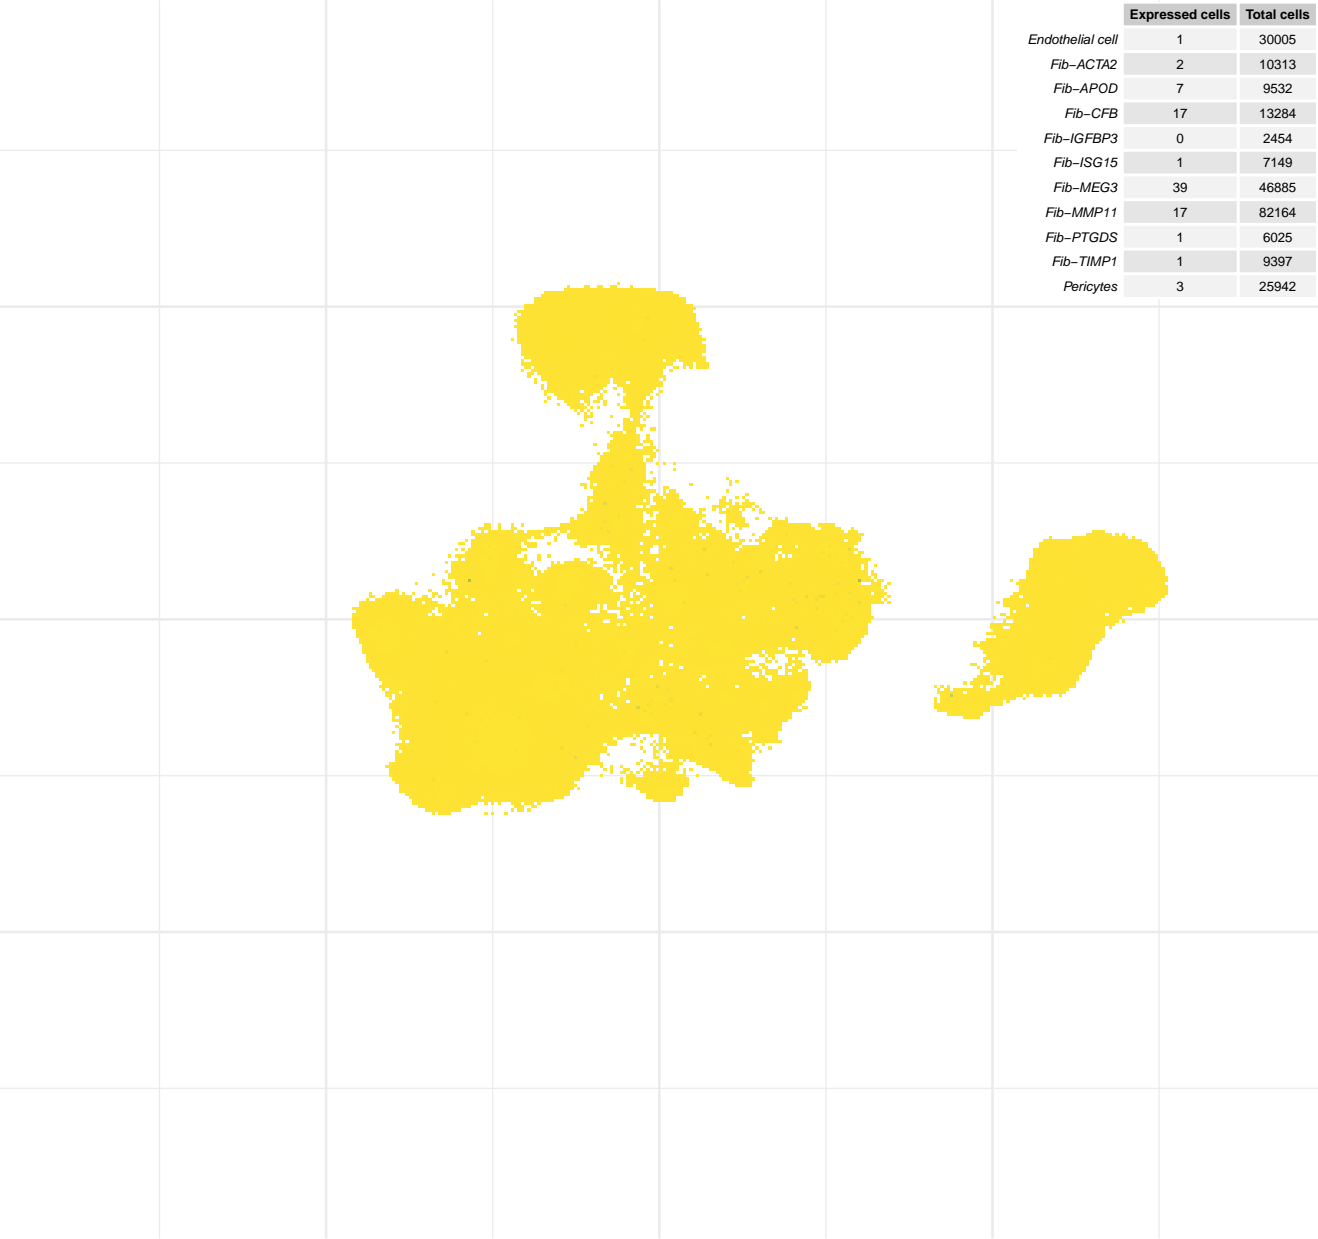 Expressed cells Total cells
Endothelial cell 1 30005
Fib−ACTA2 2 10313
Fib−APOD 7 9532
Fib−CFB 17 13284
Fib−IGFBP3 0 2454
Fib−ISG15 1 7149
Fib−MEG3 39 46885
Fib−MMP11 17 82164
Fib−PTGDS 1 6025
Fib−TIMP1 1 9397
Pericytes 3 25942